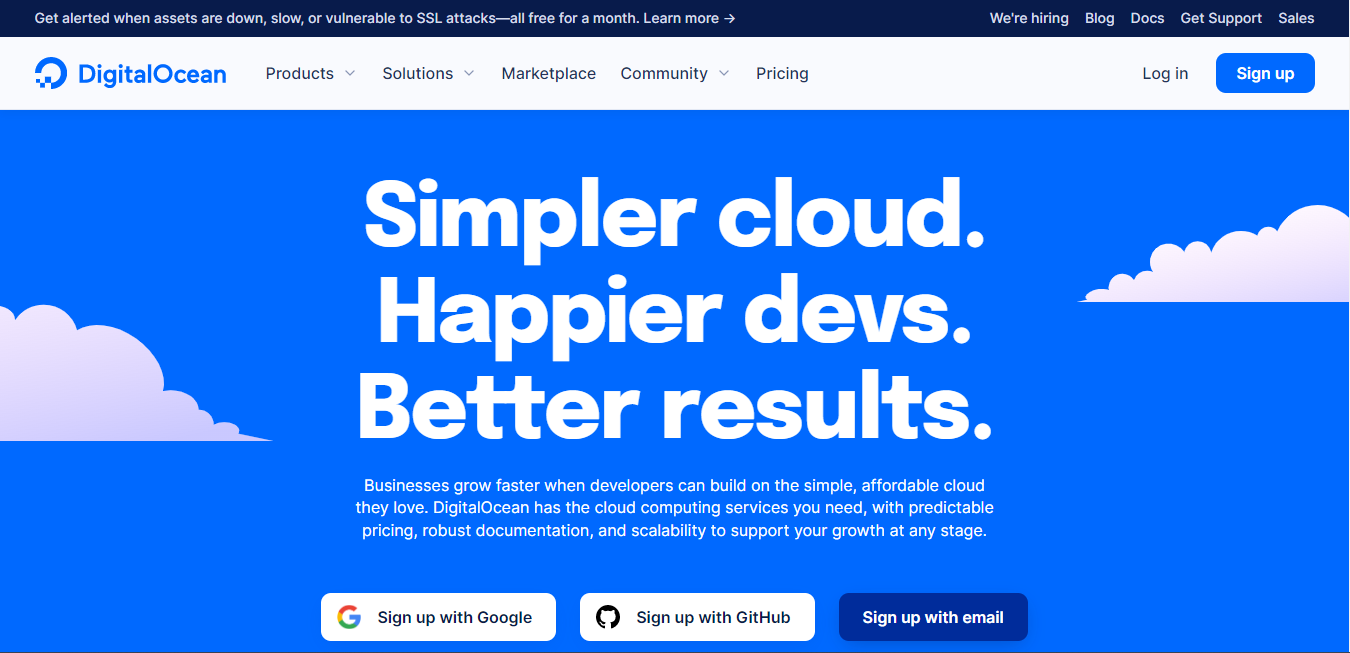 Get alerted when assets are down, slow, or vulnerable to SSL attacks—all free for a month. Learn more →
We're hiring Blog Docs Get Support Sales
DigitalOcean Products Solutions Marketplace Community Pricing Log in Sign up
Simpler cloud.
Happier devs.
Better results.
Businesses grow faster when developers can build on the simple, affordable cloud
they love. DigitalOcean has the cloud computing services you need, with predictable
pricing, robust documentation, and scalability to support your growth at any stage.
Sign up with Google Sign up with GitHub Sign up with email